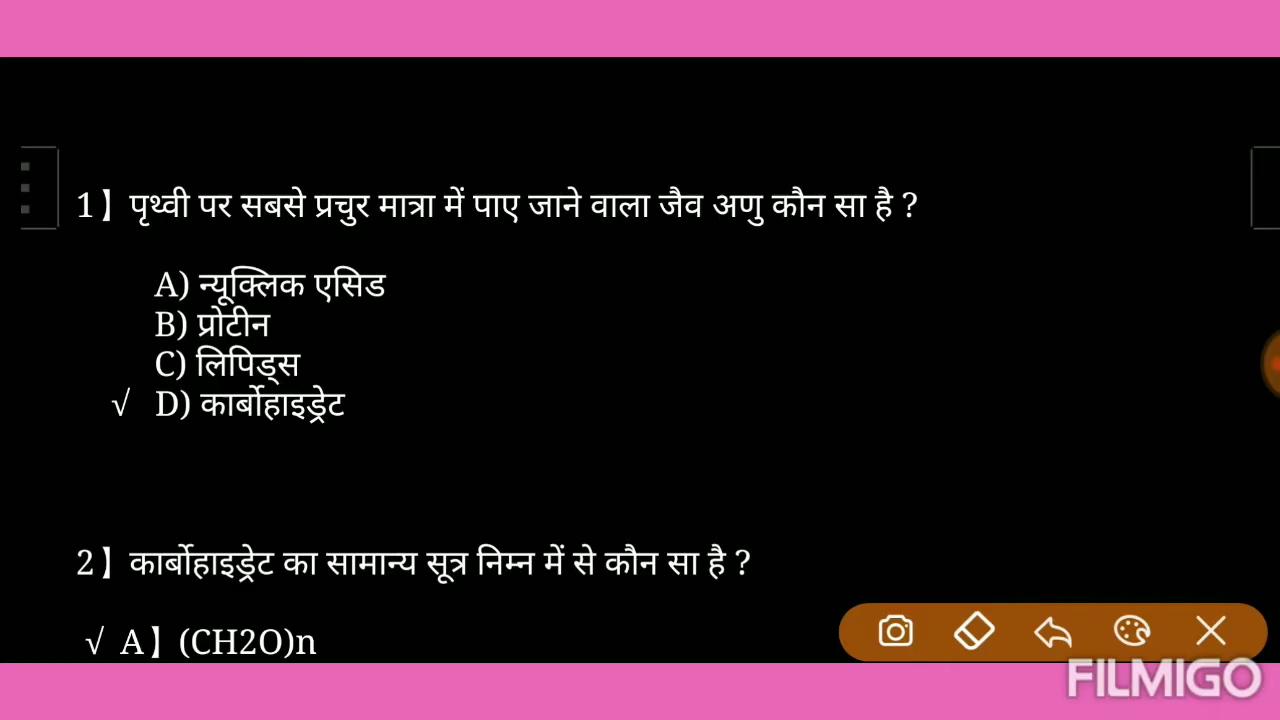 1】पृथ्वी पर सबसे प्रचुर मात्रा में पाए जाने वाला जैव अणु कौन सा है ?
A) न्यूक्लिक एसिड
B) प्रोटीन
C) लिपिड्स
√ D) कार्बोहाइड्रेट
2】कार्बोहाइड्रेट का सामान्य सूत्र निम्न में से कौन सा है ?
√ A】(CH2O)n
FILMIGO